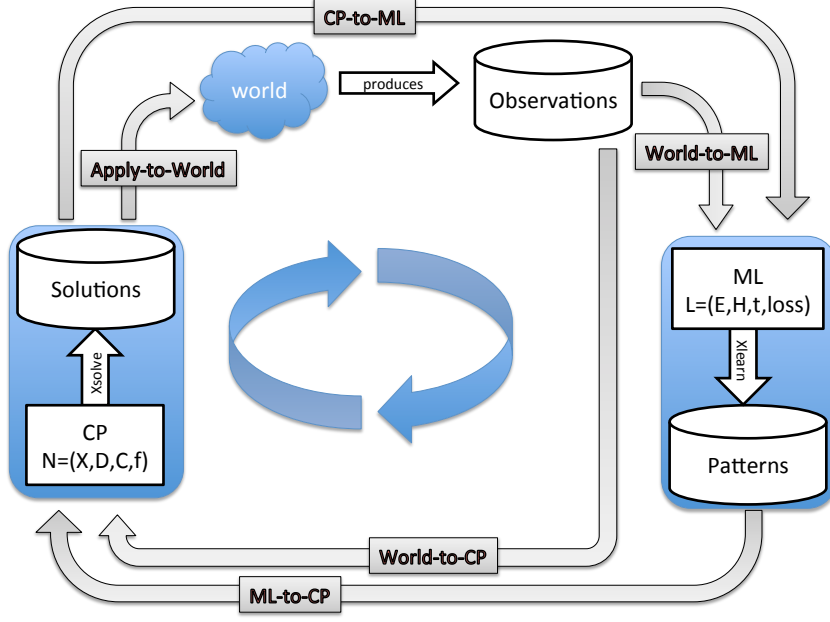 CP-to-ML
world
produces
Observations
Apply-to-World
World-to-ML
Solutions
Xsolve
CP
N=(X,D,C,f)
ML
L=(E,H,t,loss)
Xlearn
Patterns
World-to-CP
ML-to-CP